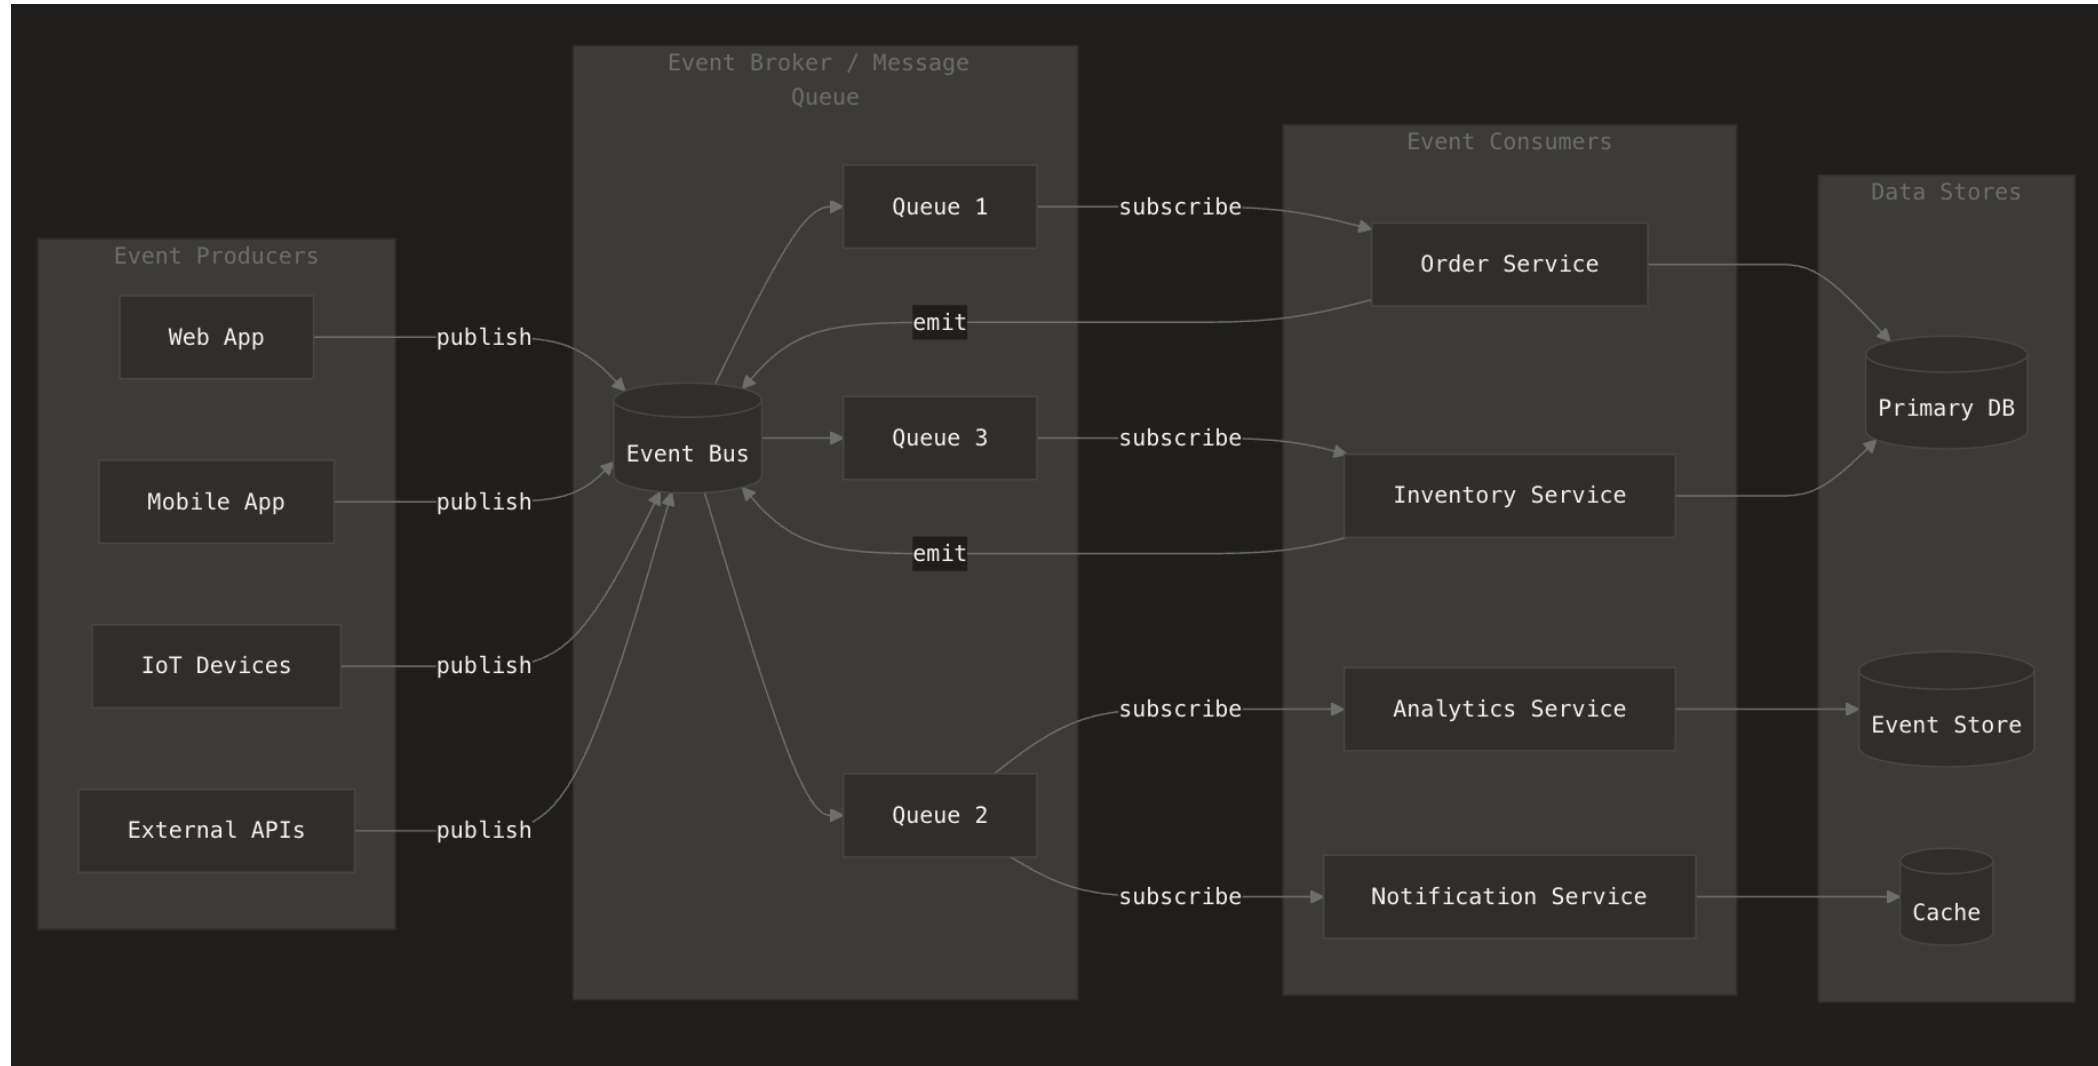 Event Producers
Web App
Mobile App
IoT Devices
External APIs
publish
publish
publish
publish
Event Broker / Message
Queue
Event Bus
Queue 1
emit
Queue 3
emit
Queue 2
subscribe
subscribe
subscribe
subscribe
Event Consumers
Order Service
Inventory Service
Analytics Service
Notification Service
Data Stores
Primary DB
Event Store
Cache